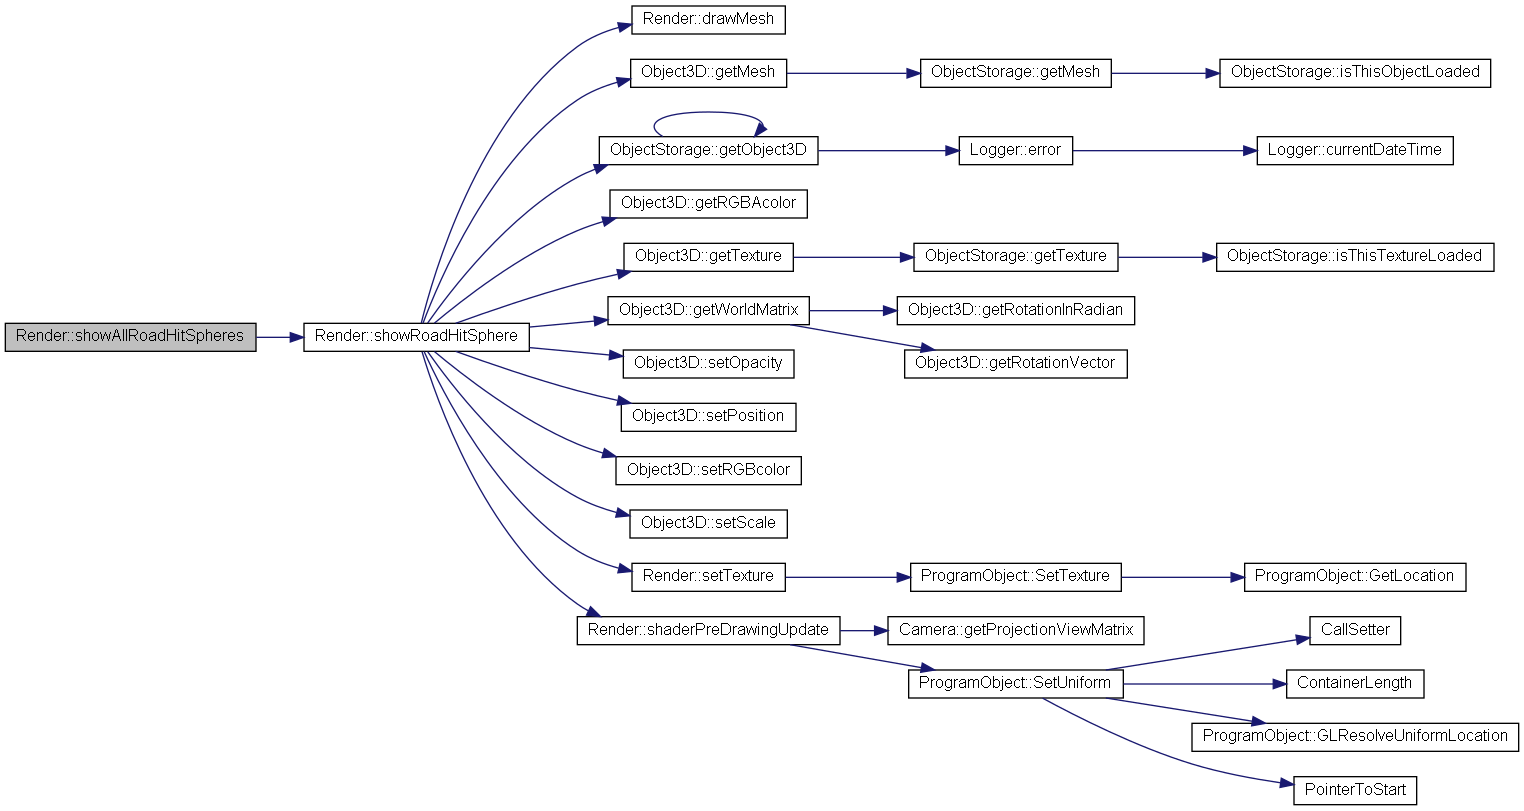 Render::drawMesh
Object3D::getMesh
ObjectStorage::getMesh
ObjectStorage::isThisObjectLoaded
ObjectStorage::getObject3D
Logger::error
Logger::currentDateTime
Object3D::getRGBAcolor
Object3D::getTexture
ObjectStorage::getTexture
ObjectStorage::isThisTextureLoaded
Render::showAllRoadHitSpheres
Render::showRoadHitSphere
Object3D::getWorldMatrix
Object3D::getRotationInRadian
Object3D::getRotationVector
Object3D::setOpacity
Object3D::setPosition
Object3D::setRGBcolor
Object3D::setScale
Render::setTexture
ProgramObject::SetTexture
ProgramObject::GetLocation
Render::shaderPreDrawingUpdate
Camera::getProjectionViewMatrix
ProgramObject::SetUniform
CallSetter
ContainerLength
ProgramObject::GLResolveUniformLocation
PointerToStart